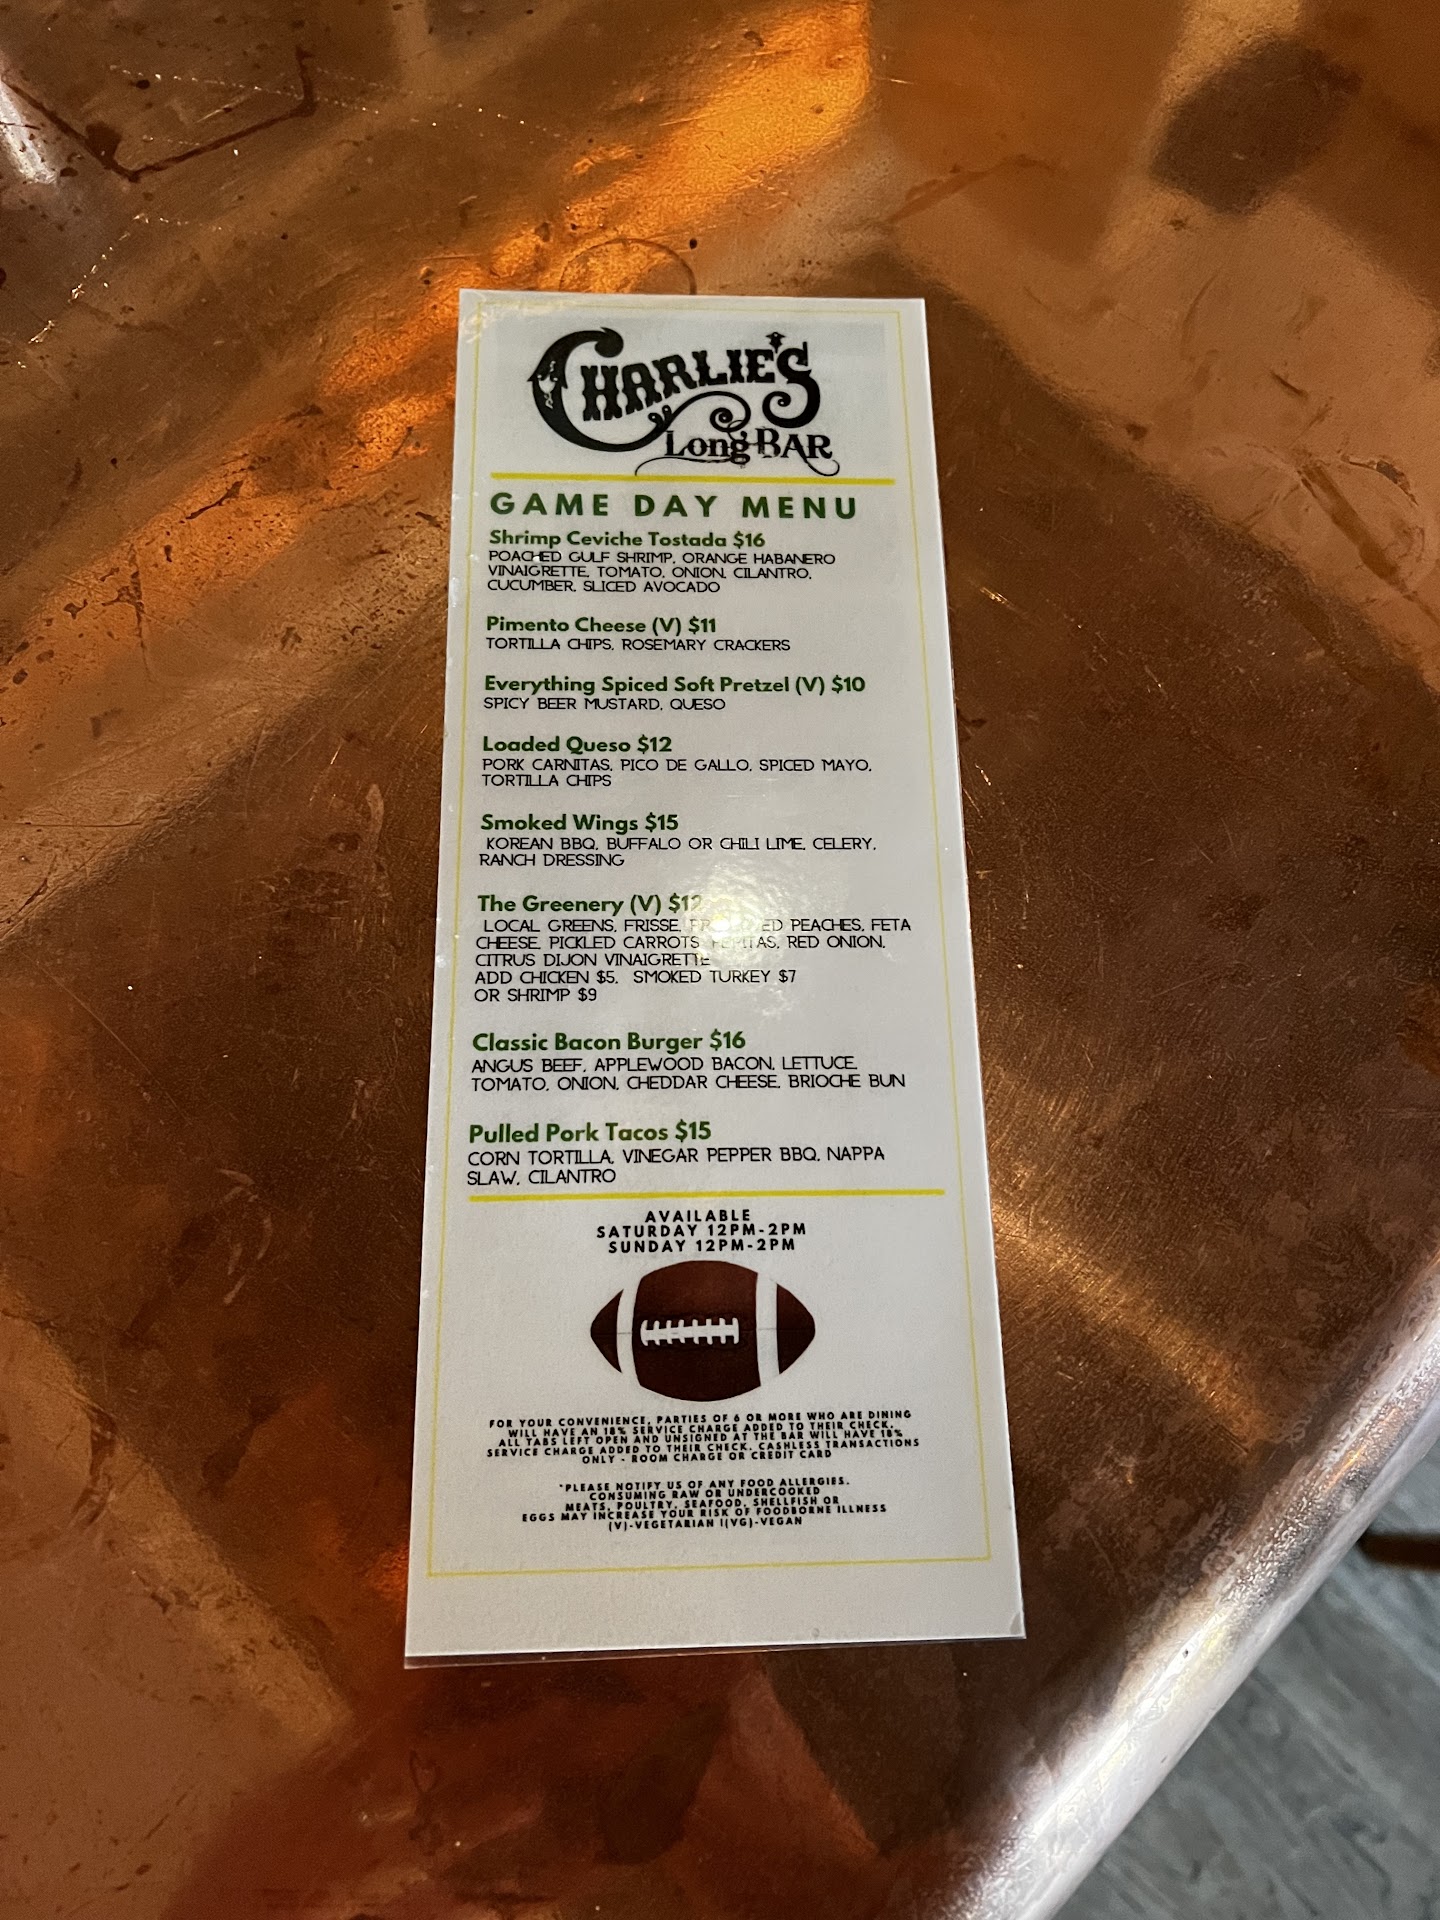 CHARLIE'S
Long BAR
GAME DAY MENU
Shrimp Ceviche Tostada $16
POACHED GULF SHRIMP, ORANGE HABANERO
VINAIGRETTE, TOMATO, ONION, CILANTRO,
CUCUMBER, SLICED AVOCADO
Pimento Cheese (V) $11
TORTILLA CHIPS, ROSEMARY CRACKERS
Everything Spiced Soft Pretzel (V) $10
SPICY BEER MUSTARD, QUESO
Loaded Queso $12
PORK CARNITAS, PICO DE GALLO, SPICED MAYO,
TORTILLA CHIPS
Smoked Wings $15
KOREAN BBQ, BUFFALO OR CHILI LIME, CELERY,
RANCH DRESSING
The Greenery (V) $12
LOCAL GREENS, FRISSE, PEACHES, FETA
CHEESE, PICKLED CARROTS, PEPITAS, RED ONION,
CITRUS DIJON VINAIGRETTE
ADD CHICKEN $5, SMOKED TURKEY $7
OR SHRIMP $9
Classic Bacon Burger $16
ANGUS BEEF, APPLEWOOD BACON, LETTUCE,
TOMATO, ONION, CHEDDAR CHEESE, BRIOCHE BUN
Pulled Pork Tacos $15
CORN TORTILLA, VINEGAR PEPPER BBQ, NAPPA
SLAW, CILANTRO
AVAILABLE
SATURDAY 12PM-2PM
SUNDAY 12PM-2PM
FOR YOUR CONVENIENCE, PARTIES OF 6 OR MORE WHO ARE DINING
WILL HAVE AN 18% SERVICE CHARGE ADDED TO THEIR CHECK.
ALL TABS LEFT OPEN AND UNSIGNED AT THE BAR WILL HAVE 18%
SERVICE CHARGE ADDED TO THEIR CHECK. CASHLESS TRANSACTIONS
ONLY - ROOM CHARGE OR CREDIT CARD
*PLEASE NOTIFY US OF ANY FOOD ALLERGIES.
CONSUMING RAW OR UNDERCOOKED
MEATS, POULTRY, SEAFOOD, SHELLFISH OR
EGGS MAY INCREASE YOUR RISK OF FOODBORNE ILLNESS
(V)-VEGETARIAN |(VG)-VEGAN